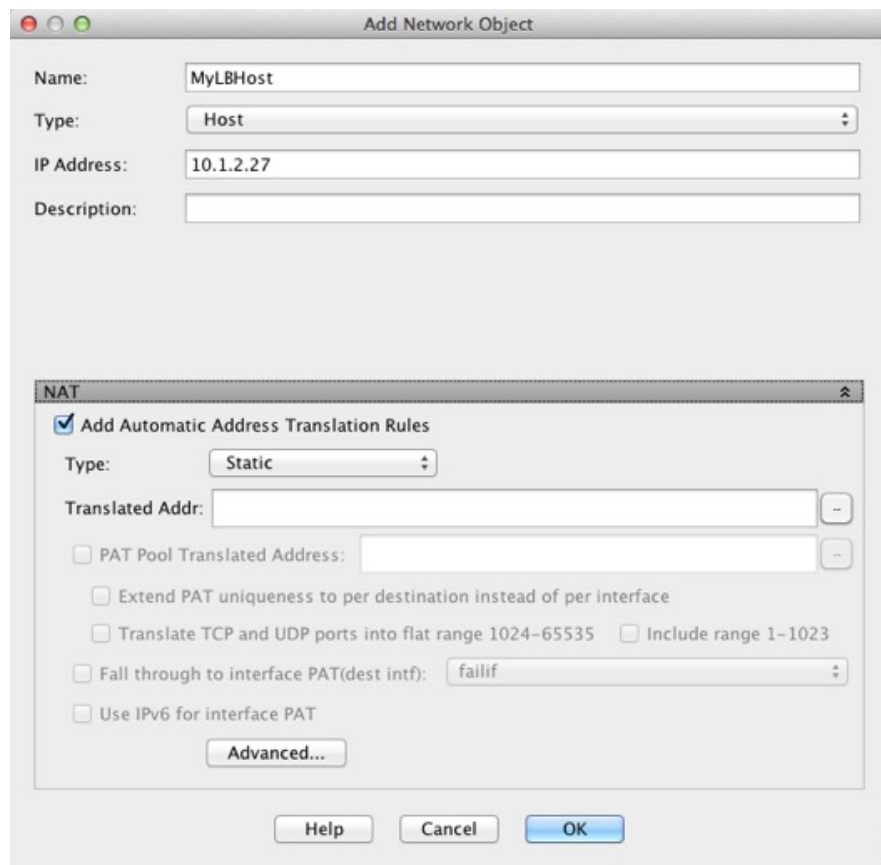 Add Network Object
Name: MyLBHost
Type: Host
IP Address: 10.1.2.27
Description:
NAT
Add Automatic Address Translation Rules
Type: Static
Translated Addr: ...
PAT Pool Translated Address: ...
Extend PAT uniqueness to per destination instead of per interface
Translate TCP and UDP ports into flat range 1024-65535 Include range 1-1023
Fall through to interface PAT(dest intf): failif
Use IPv6 for interface PAT
Advanced...
Help Cancel OK